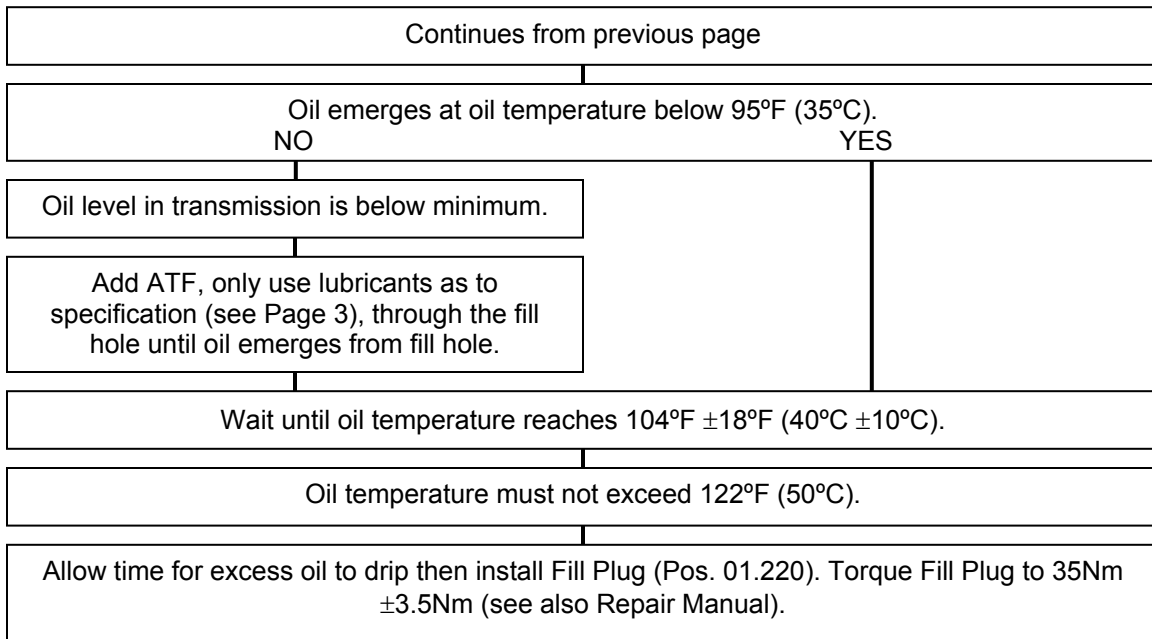 Continues from previous page
Oil emerges at oil temperature below 95ºF (35ºC).
NO YES
Oil level in transmission is below minimum.
Add ATF, only use lubricants as to
specification (see Page 3), through the fill
hole until oil emerges from fill hole.
Wait until oil temperature reaches 104ºF ±18ºF (40ºC ±10ºC).
Oil temperature must not exceed 122ºF (50ºC).
Allow time for excess oil to drip then install Fill Plug (Pos. 01.220). Torque Fill Plug to 35Nm
±3.5Nm (see also Repair Manual).